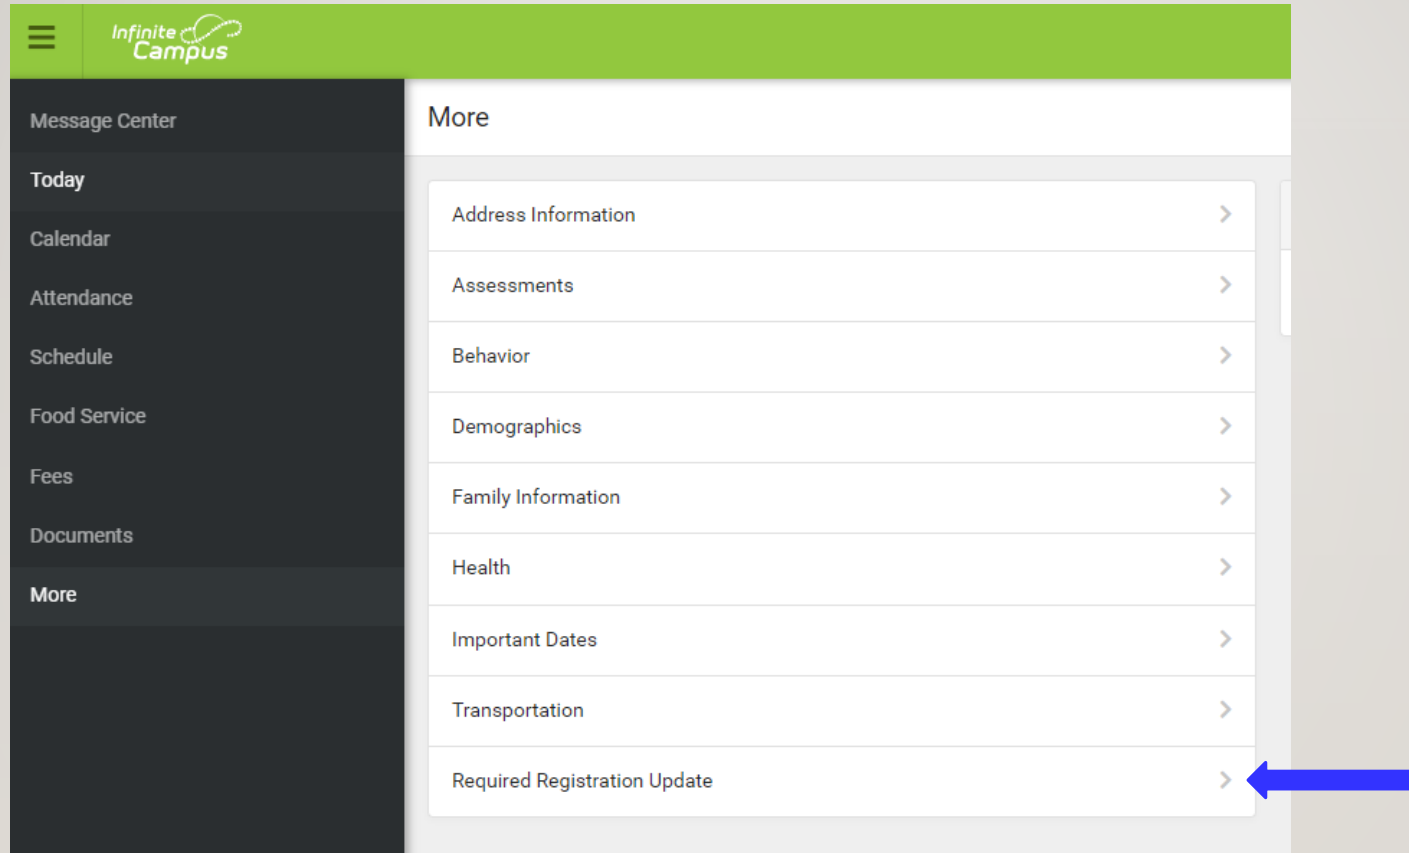 Infinite
Campus
Message Center
Today
Calendar
Attendance
Schedule
Food Service
Fees
Documents
More
More
Address Information
Assessments
Behavior
Demographics
Family Information
Health
Important Dates
Transportation
Required Registration Update